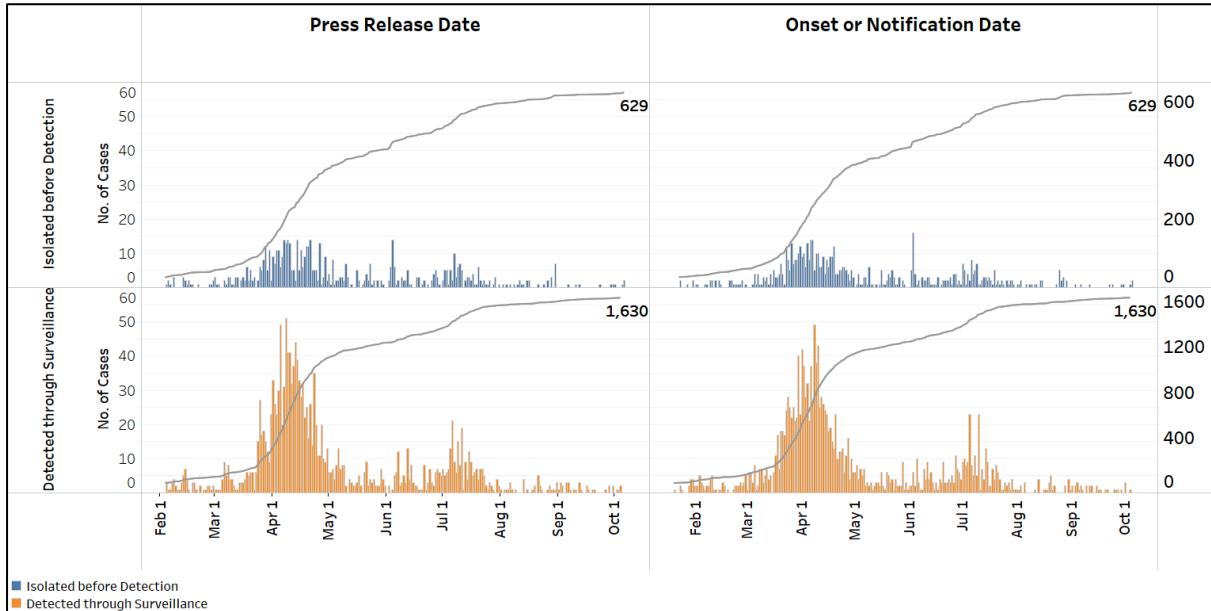 Press Release Date
Onset or Notification Date
Isolated before Detection
No. of Cases
60
50
40
30
20
10
0
629
629
600
400
200
0
Detected through Surveillance
No. of Cases
60
50
40
30
20
10
0
1,630
1,630
1600
1200
800
400
0
Feb 1
Mar 1
Apr 1
May 1
Jun 1
Jul 1
Aug 1
Sep 1
Oct 1
Feb 1
Mar 1
Apr 1
May 1
Jun 1
Jul 1
Aug 1
Sep 1
Oct 1
Isolated before Detection
Detected through Surveillance